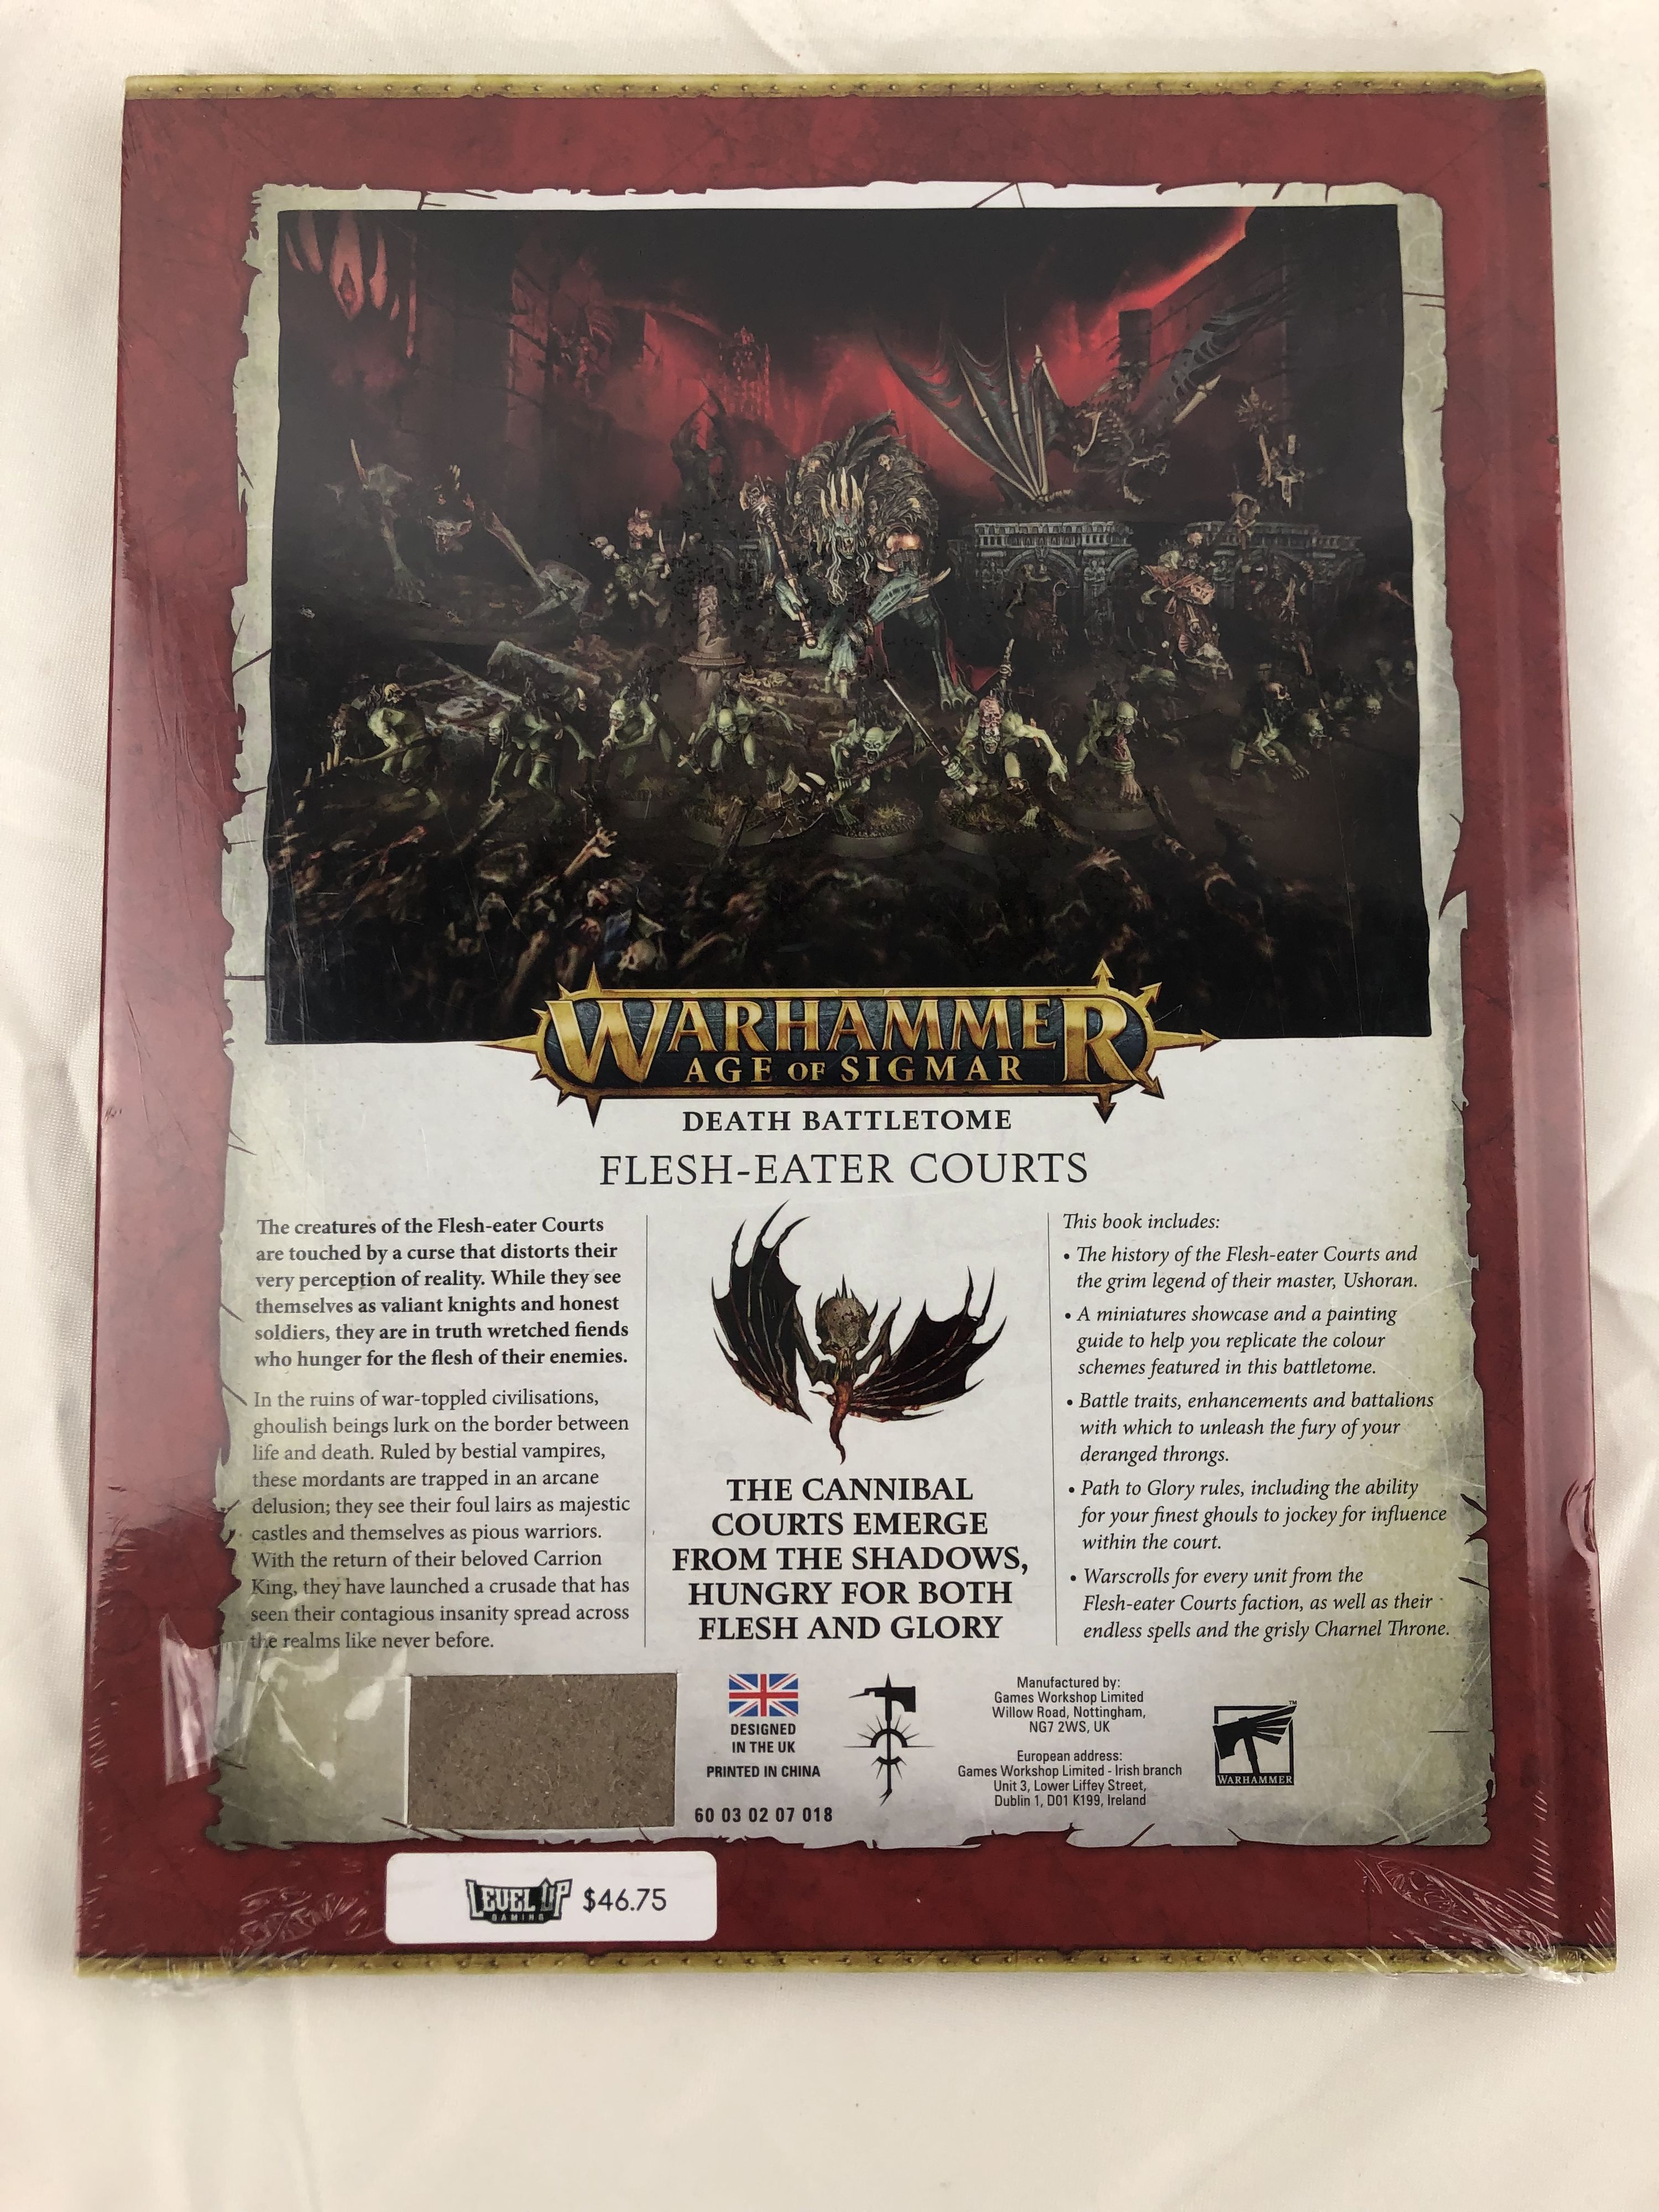 WARHAMMER
AGE OF SIGMAR
DEATH BATTLETOME
FLESH-EATER COURTS
The creatures of the Flesh-eater Courts
are touched by a curse that distorts their
very perception of reality. While they see
themselves as valiant knights and honest
soldiers, they are in truth wretched fiends
who hunger for the flesh of their enemies.
In the ruins of war-toppled civilisations,
ghoulish beings lurk on the border between
life and death. Ruled by bestial vampires,
these mordants are trapped in an arcane
delusion; they see their foul lairs as majestic
castles and themselves as pious warriors.
With the return of their beloved Carrion
King, they have launched a crusade that has
seen their contagious insanity spread across
the realms like never before.
THE CANNIBAL
COURTS EMERGE
FROM THE SHADOWS,
HUNGRY FOR BOTH
FLESH AND GLORY
This book includes:
• The history of the Flesh-eater Courts and
the grim legend of their master, Ushoran.
• A miniatures showcase and a painting
guide to help you replicate the colour
schemes featured in this battletome.
• Battle traits, enhancements and battalions
with which to unleash the fury of your
deranged throngs.
• Path to Glory rules, including the ability
for your finest ghouls to jockey for influence
within the court.
• Warscrolls for every unit from the
Flesh-eater Courts faction, as well as their
endless spells and the grisly Charnel Throne.
DESIGNED
IN THE UK
PRINTED IN CHINA
60 03 02 07 018
Manufactured by:
Games Workshop Limited
Willow Road, Nottingham,
NG7 2WS, UK
European address:
Games Workshop Limited - Irish branch
Unit 3, Lower Liffey Street,
Dublin 1, D01 K199, Ireland
™
WARHAMMER
LEVEL UP
GAMING
$46.75